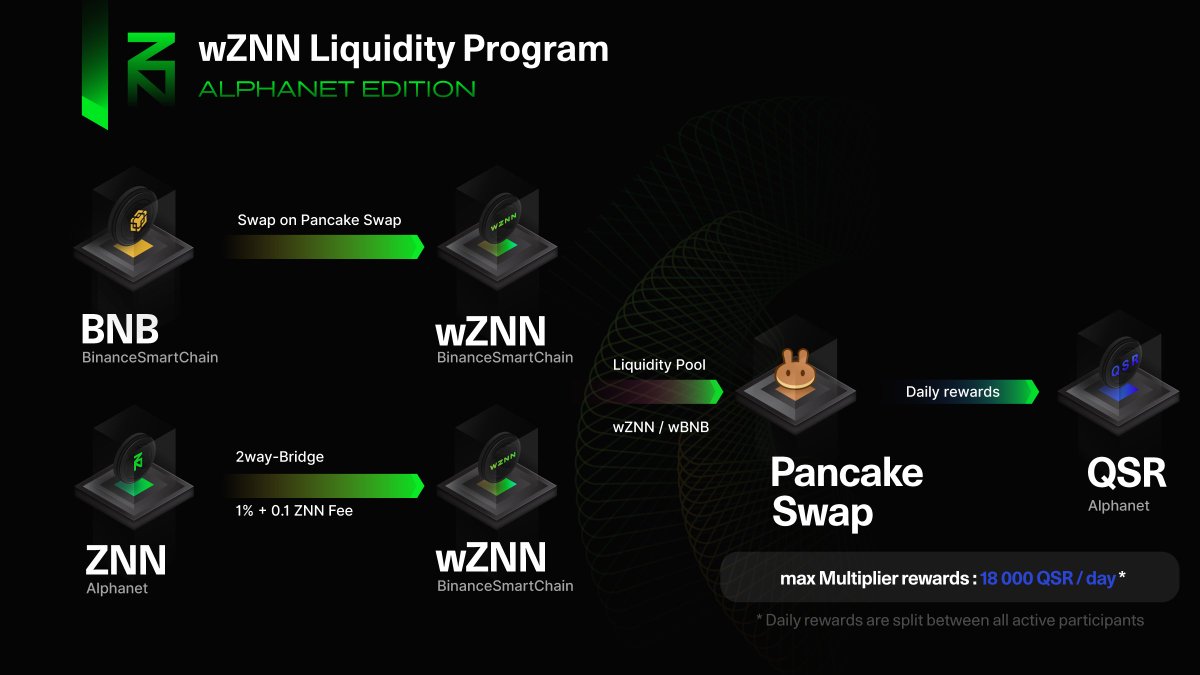 wZNN Liquidity Program
ALPHANET EDITION
Swap on Pancake Swap
WZNN
BNB
BinanceSmartChain
wZNN
BinanceSmartChain
2way-Bridge
WZNN
1% + 0.1 ZNN Fee
ZNN
Alphanet
wZNN
BinanceSmartChain
Liquidity Pool
wZNN / wBNB
Pancake
Swap
Daily rewards
QSR
QSR
Alphanet
max Multiplier rewards : 18 000 QSR / day *
* Daily rewards are split between all active participants